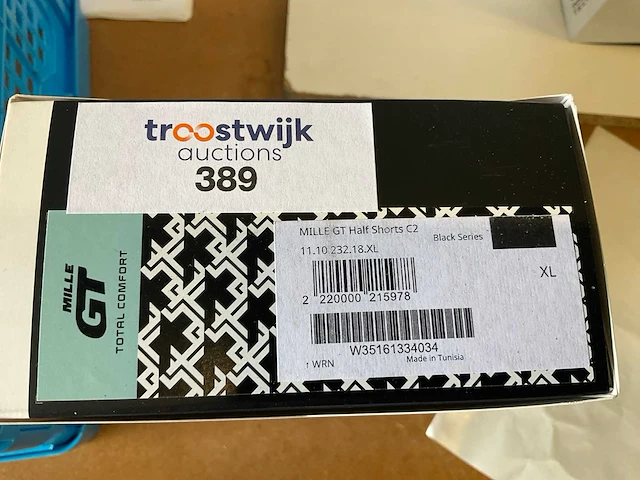 troostwijk
auctions
389
MILLE
GT
TOTAL COMFORT
MILLE GT Half Shorts C2
Black Series
11.10.232.18.XL
XL
2 220000 215978
W35161334034
↑ WRN
Made in Tunisia